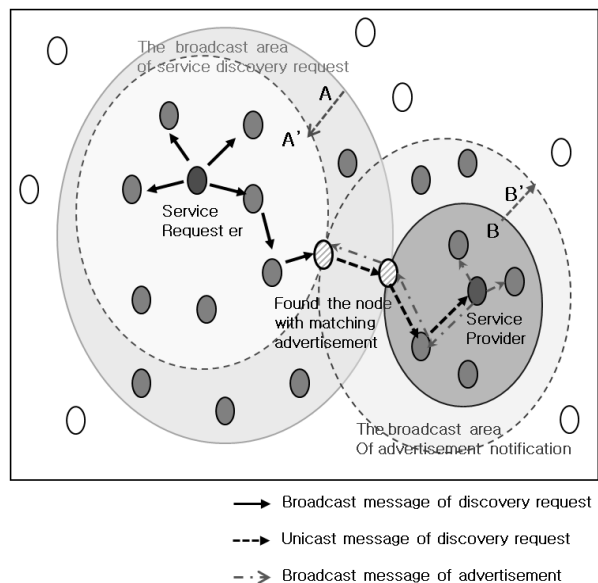 The broadcast area
of service discovery request
A
A'
B'
B
Service
Request er
Found the node
with matching
advertisement
Service
Provider
The broadcast area
Of advertisement notification
Broadcast message of discovery request
Unicast message of discovery request
Broadcast message of advertisement